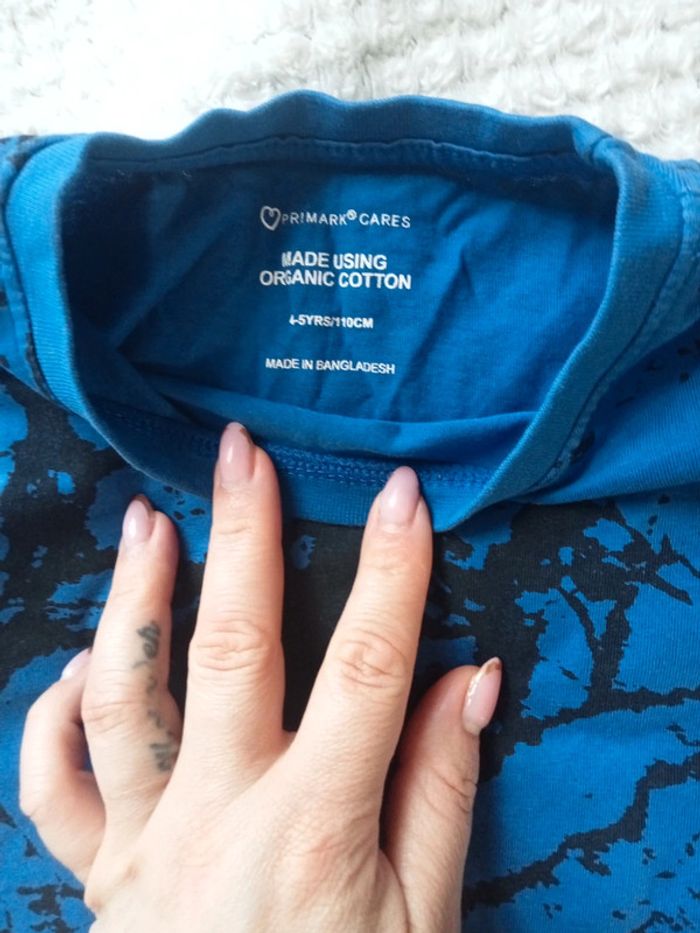 PRIMARK® CARES
MADE USING
ORGANIC COTTON
4-5YRS/110CM
MADE IN BANGLADESH